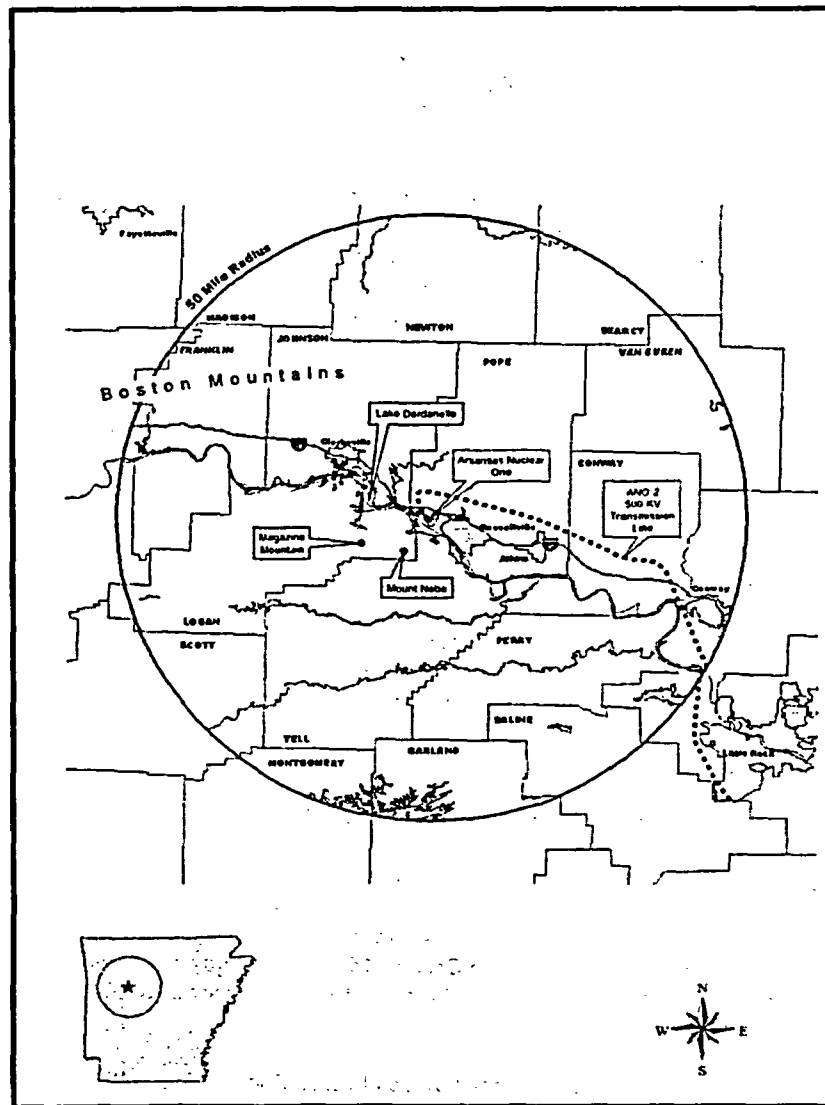 Fayetteville
50 Mile Radius
MADISON
NEWTON
SEARCY
FRANKLIN
JOHNSON
VAN BUREN
POPE
Boston Mountains
Lake Dardanelle
Clarksville
Arkansas Nuclear
One
CONWAY
ANO 2
500 KV
Transmission
Line
Russellville
Magazine
Mountain
Atkins
Mount Nebo
Conway
LOGAN
SCOTT
PERRY
SALINE
YELL
GARLAND
MONTGOMERY
Little Rock
N
W
E
S